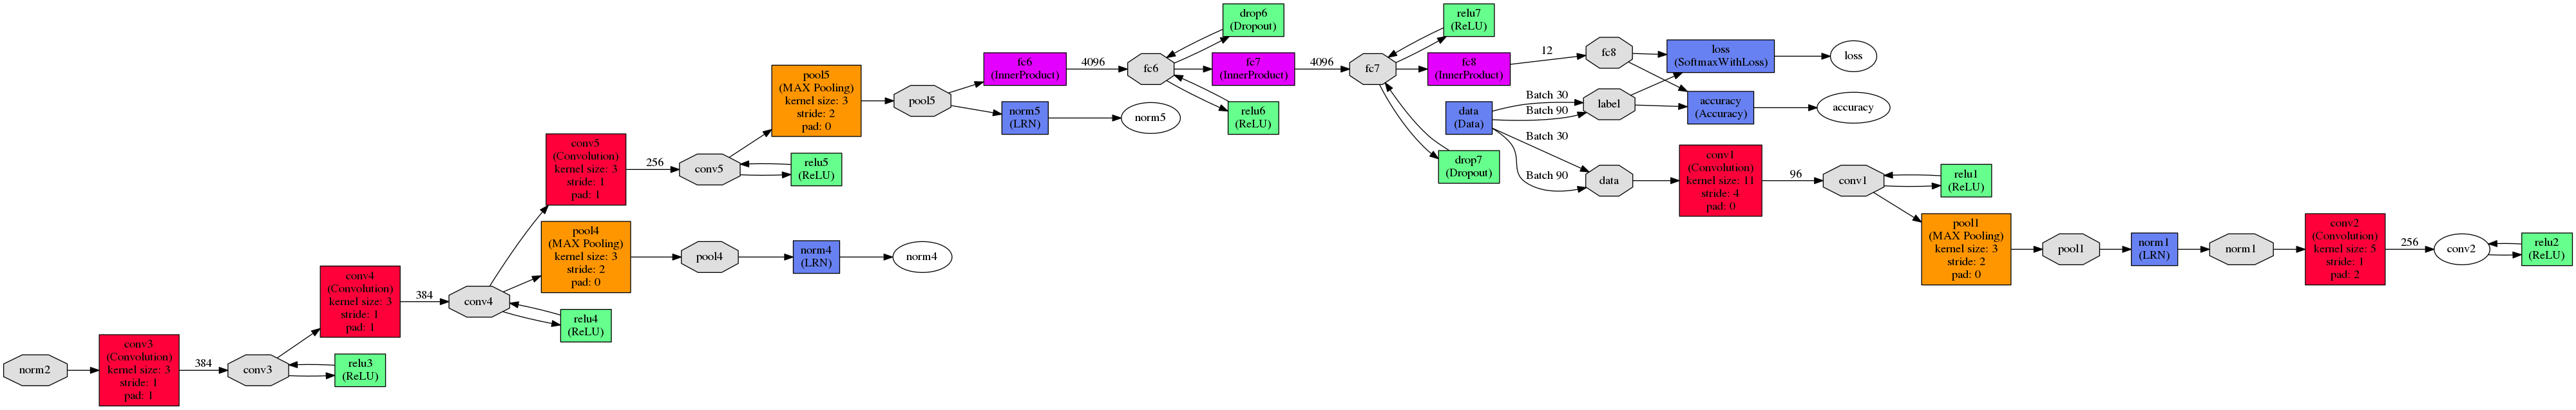 norm2
conv3
(Convolution)
kernel size: 3
stride: 1
pad: 1
384
conv3
relu3
(ReLU)
conv4
(Convolution)
kernel size: 3
stride: 1
pad: 1
384
conv4
relu4
(ReLU)
pool4
(MAX Pooling)
kernel size: 3
stride: 2
pad: 0
pool4
norm4
(LRN)
norm4
conv5
(Convolution)
kernel size: 3
stride: 1
pad: 1
256
conv5
relu5
(ReLU)
pool5
(MAX Pooling)
kernel size: 3
stride: 2
pad: 0
pool5
norm5
(LRN)
norm5
fc6
(InnerProduct)
4096
fc6
drop6
(Dropout)
relu6
(ReLU)
fc7
(InnerProduct)
4096
fc7
relu7
(ReLU)
drop7
(Dropout)
fc8
(InnerProduct)
12
fc8
loss
(SoftmaxWithLoss)
loss
data
(Data)
Batch 30
Batch 90
label
accuracy
(Accuracy)
accuracy
Batch 30
Batch 90
data
conv1
(Convolution)
kernel size: 11
stride: 4
pad: 0
96
conv1
relu1
(ReLU)
pool1
(MAX Pooling)
kernel size: 3
stride: 2
pad: 0
pool1
norm1
(LRN)
norm1
conv2
(Convolution)
kernel size: 5
stride: 1
pad: 2
256
conv2
relu2
(ReLU)